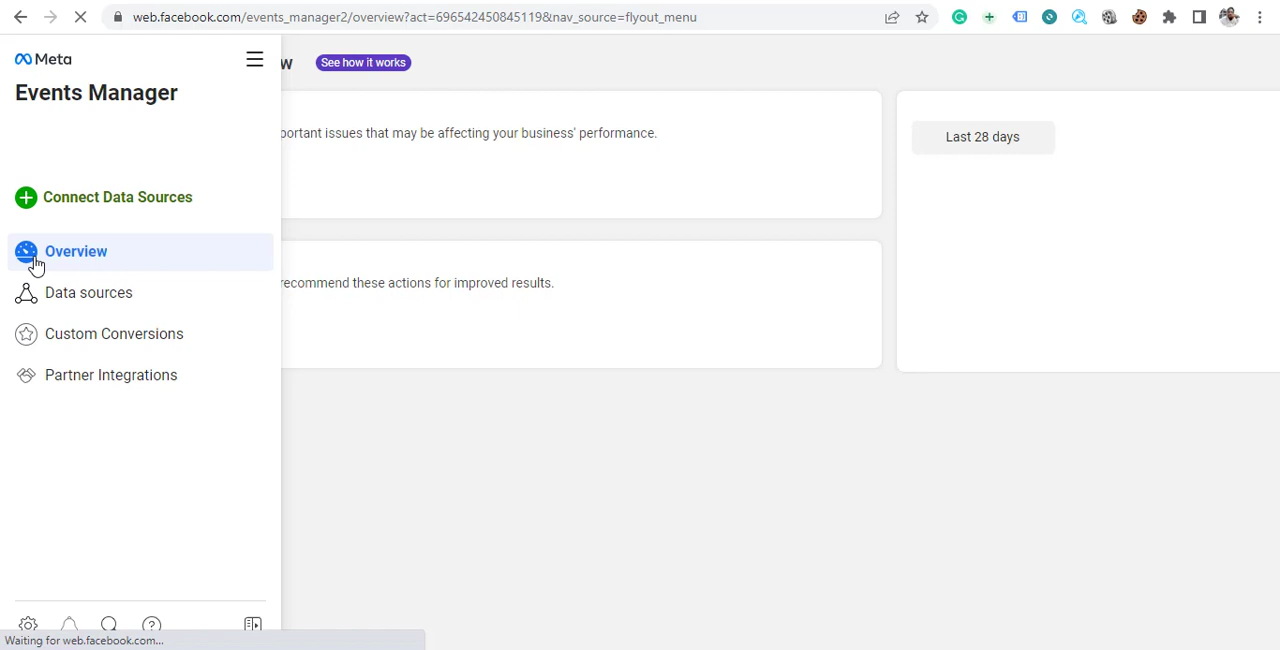 web.facebook.com/events_manager2/overview?act=696542450845119&nav_source=flyout_menu
Meta
Events Manager
w See how it works
portant issues that may be affecting your business' performance.
Last 28 days
Connect Data Sources
Overview
Data sources
recommend these actions for improved results.
Custom Conversions
Partner Integrations
Waiting for web.facebook.com...